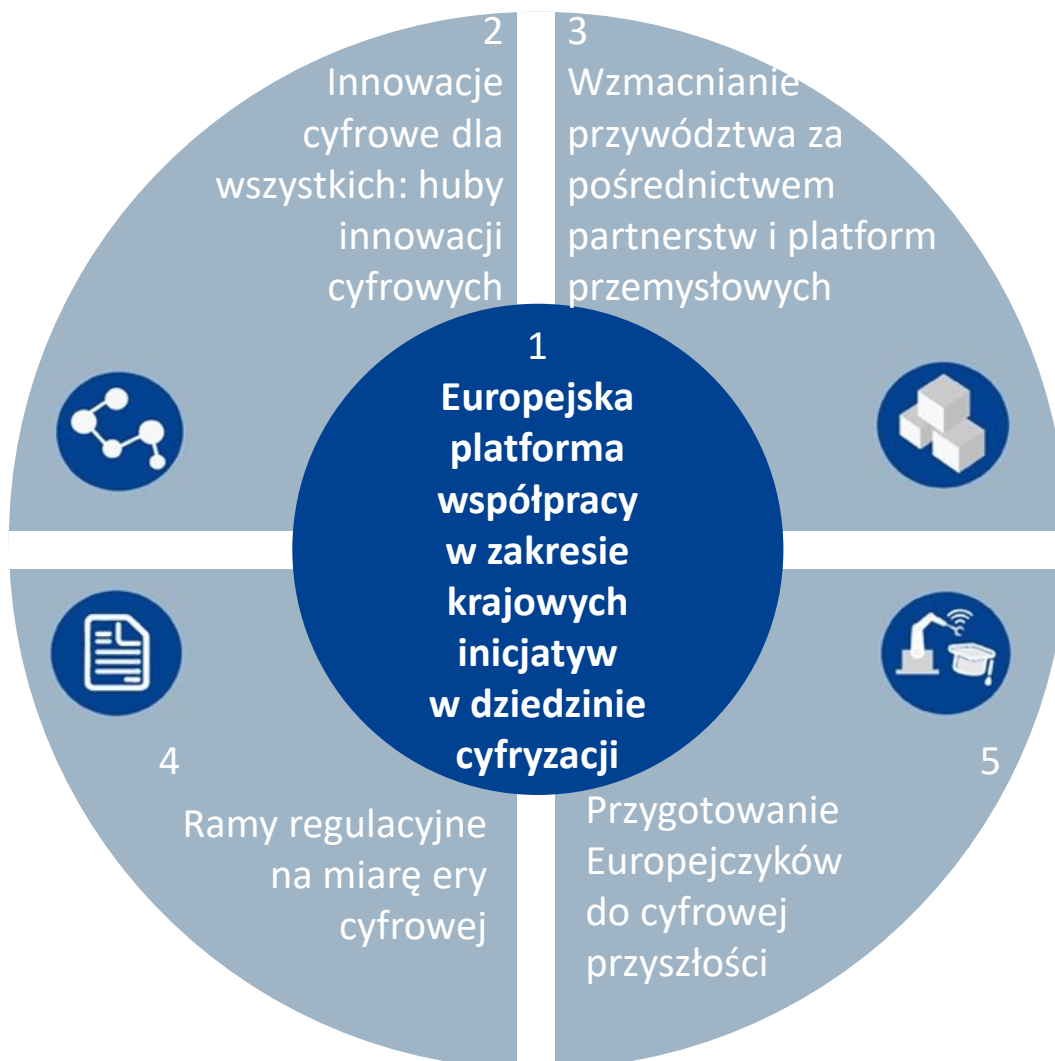 2
Innowacje
cyfrowe dla
wszystkich: huby
innowacji
cyfrowych
3
Wzmacnianie
przywództwa za
pośrednictwem
partnerstw i platform
przemysłowych
1
Europejska
platforma
współpracy
w zakresie
krajowych
inicjatyw
w dziedzinie
cyfryzacji
4
Ramy regulacyjne
na miarę ery
cyfrowej
5
Przygotowanie
Europejczyków
do cyfrowej
przyszłości